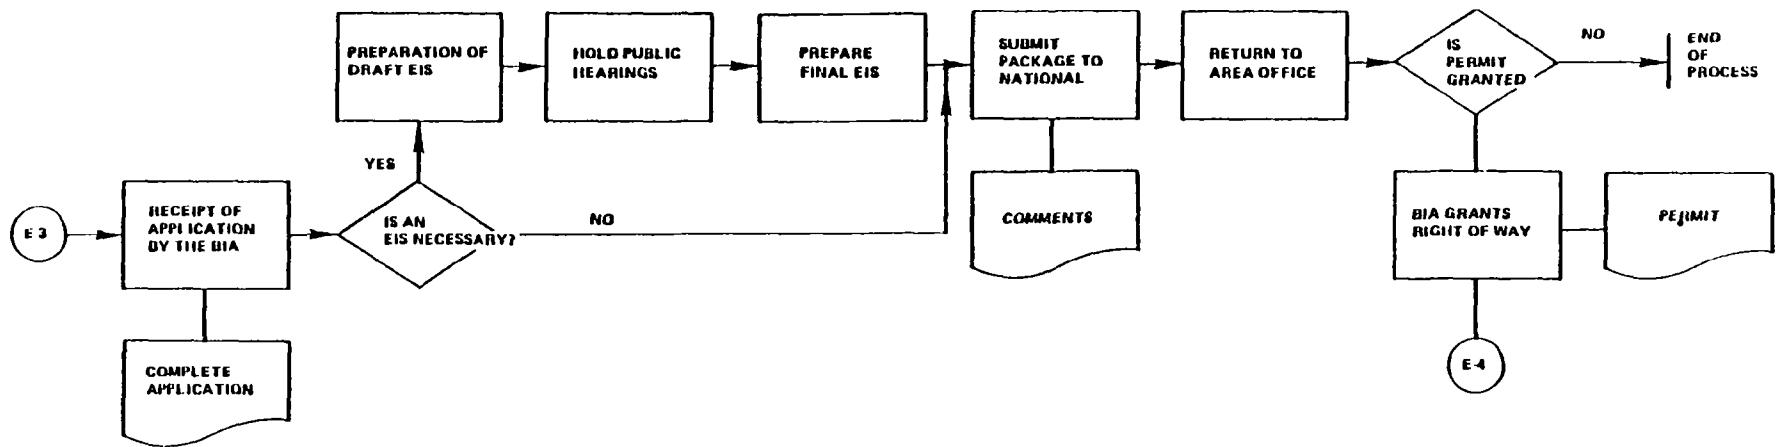 PREPARATION OF
DRAFT EIS
HOLD PUBLIC
HEARINGS
PREPARE
FINAL EIS
SUBMIT
PACKAGE TO
NATIONAL
RETURN TO
AREA OFFICE
IS
PERMIT
GRANTED
NO
END
OF
PROCESS
YES
E-3
RECEIPT OF
APPLICATION
BY THE BIA
IS AN
EIS NECESSARY?
NO
COMMENTS
BIA GRANTS
RIGHT OF WAY
PERMIT
COMPLETE
APPLICATION
E-4